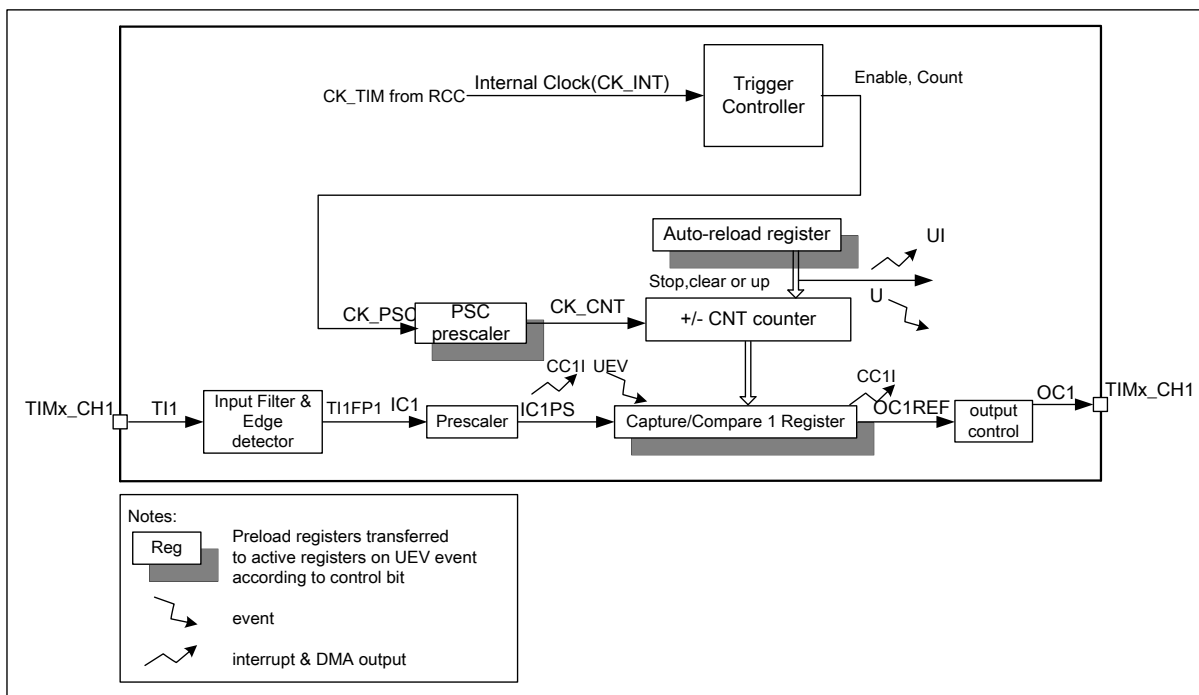 Internal Clock(CK_INT)
CK_TIM from RCC
Trigger
Controller
Enable, Count
Auto-reload register
UI
Stop,clear or up
U
CK_PSC
PSC
prescaler
CK_CNT
+/- CNT counter
CC1I
UEV
CC1I
TIMx_CH1
TI1
Input Filter &
Edge
detector
TI1FP1
IC1
Prescaler
IC1PS
Capture/Compare 1 Register
OC1REF
output
control
OC1
TIMx_CH1
Notes:
Reg
Preload registers transferred
to active registers on UEV event
according to control bit
event
interrupt & DMA output